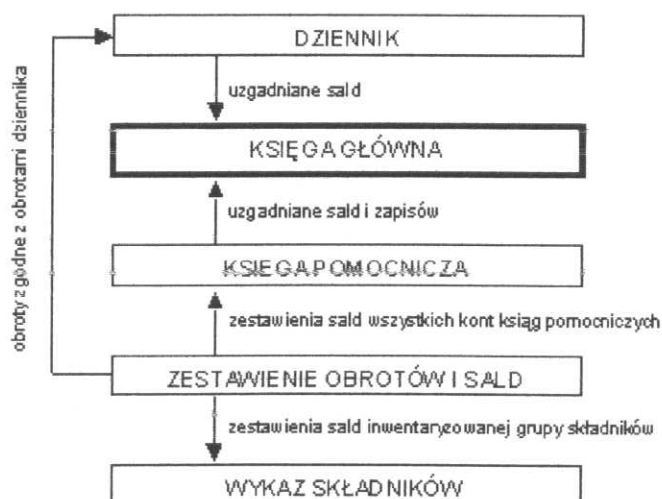 DZIENNIK
uzgadniane sald
KSIĘGA GŁÓWNA
uzgadniane sald i zapisów
KSIĘGA POMOCNICZA
zestawienia sald wszystkich kont ksiąg pomocniczych
ZESTAWIENIE OBROTÓW I SALD
zestawienia sald inwentaryzowanej grupy składników
WYKAZ SKŁADNIKÓW
obroty zgodne z obrotami dziennika